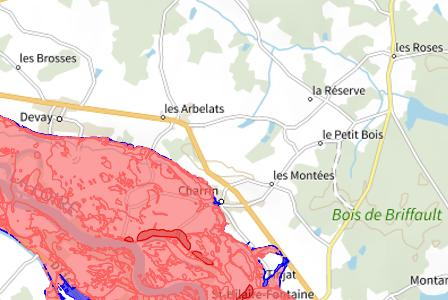 les Roses
les Brosses
la Réserve
les Arbelats
Devay
le Petit Bois
les Montées
Charrin
Bois de Briffault
St-Hilaire-Fontaine